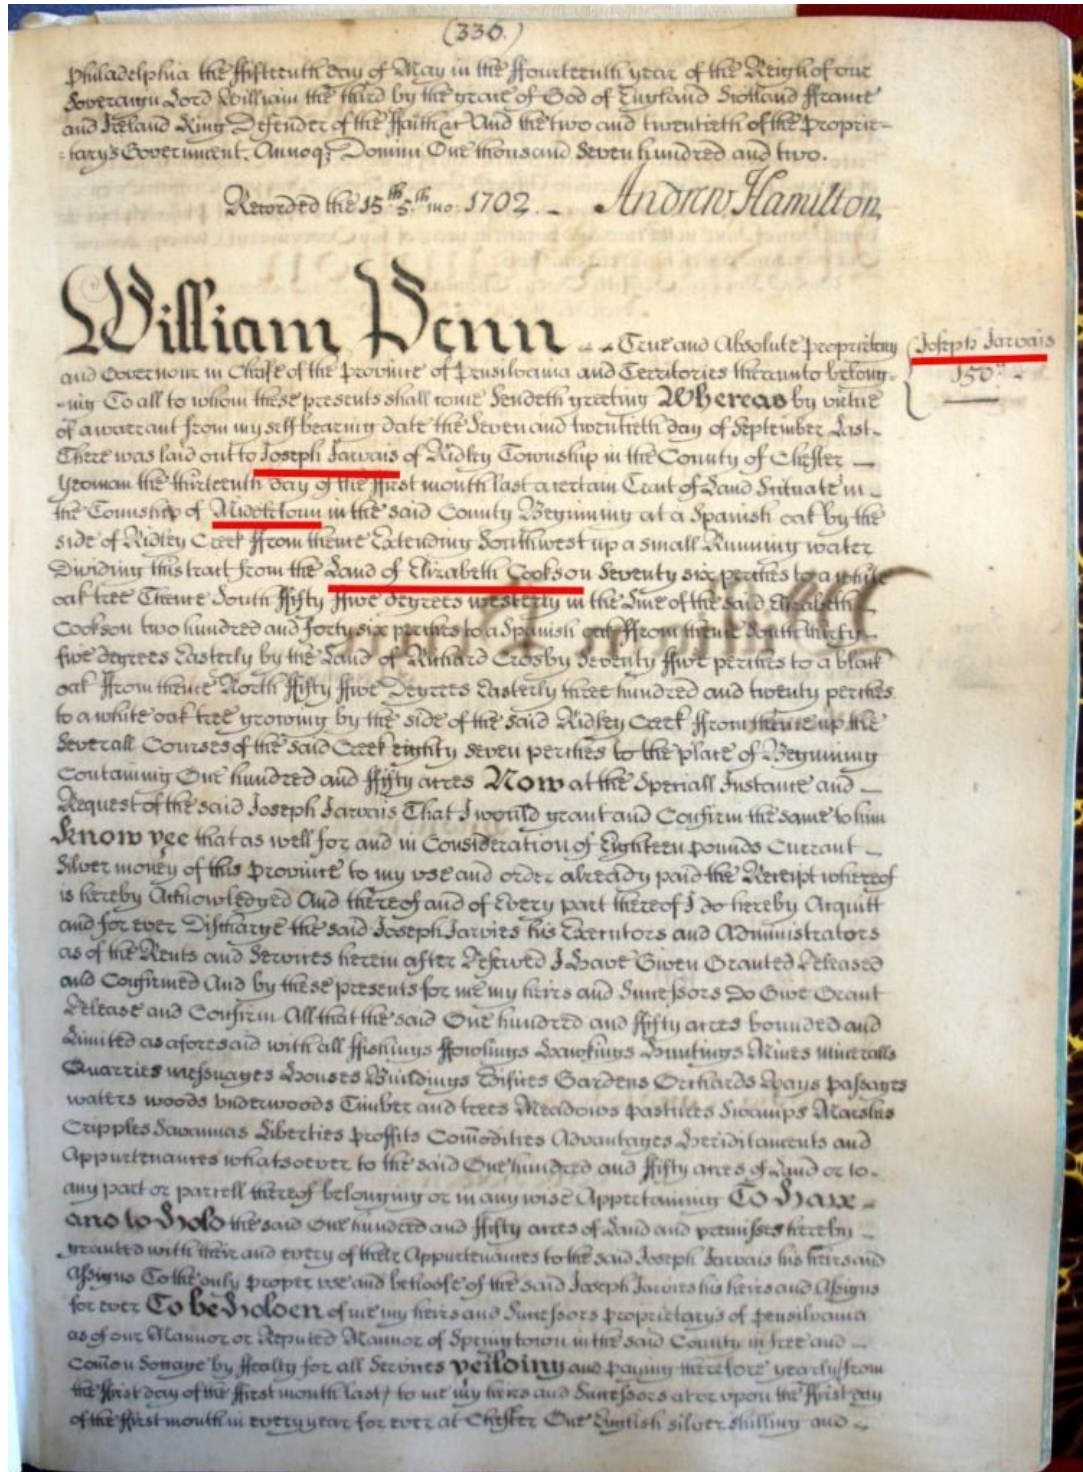 (336.)
Philadelphia the ffifteenth day of May in the ffourteenth year of the Reign of our
Soveraign Lord William the third by the grace of God of England Scotland ffrance
and Ireland King Defender of the ffaith &c And the two and twentieth of the Proprie-
:tarys Government. Annoq; Domini One thousand Seven hundred and two.
Recorded the 15th 5.th mo: 1702. – Andrew Hamilton,
William Penn – – True and Absolute Proprietary
Joseph Jarvais
150
and Governour in Cheife of the Province of Pensilvania and Territories thereunto belong-
-ing To all to whom these presents shall come Sendeth greeting Whereas by virtue
of a warrant from my self bearing date the Seven and twentieth day of September Last-
There was laid out to Joseph Jarvais of Ridley Township in the County of Chester –
Yeoman the thirteenth day of the ffirst month last a certain Tract of Land Scituate in –
the Township of Midletown in the said County Beginning at a Spanish oak by the
side of Ridley Creek ffrom thence Extending Southwest up a small Running water
Dividing this tract from the Land of Elizabeth Cookson Seventy six perches to a white
oak tree Thence South ffifty ffive degrees westerly in the Line of the said Elizabeth
Cookson two hundred and forty six perches to a Spanish oak ffrom thence South thirty –
five degrees Easterly by the Land of Richard Crosby Seventy ffive perches to a black
oak ffrom thence North ffifty ffive Degrees Easterly three hundred and twenty perches
to a white oak tree growing by the side of the said Ridley Creek ffrom thence up the
Severall Courses of the said Creek eighty seven perches to the place of Beginning
Containing One hundred and ffifty acres Now at the Speciall Instance and –
Request of the said Joseph Jarvais That I would grant and Confirm the same to him
Know yee that as well for and in Consideration of Eighteen pounds Currant –
Silver money of this Province to my use and order already paid the Receipt whereof
is hereby Acknowledged And thereof and of Every part thereof I do hereby Acquitt
and for ever Discharge the said Joseph Jarvies his Executors and Administrators
as of the Rents and Services herein after Reserved I Have Given Granted Released
and Confirmed And by these presents for me my heirs and Successors Do Give Grant
Release and Confirm All that the said One hundred and ffifty acres bounded and
Limited as aforesaid with all ffishings ffowlings Hawkings Huntings Mines mineralls
Quarries messuages Houses Buildings Edifices Gardens Orchards Ways passages
waters woods underwoods Timber and trees Meadows pastures Swamps Marshes
Cripples Savannas Liberties proffits Comodities Advantages Hereditaments and
Appurtenances whatsoever to the said One hundred and ffifty acres of Land or to –
any part or parcell thereof belonging or in any wise Appertaining To Have –
and to hold the said One hundred and ffifty acres of Land and premisses hereby –
granted with their and every of their Appurtenances to the said Joseph Jarvais his heirs and
Assigns To the only proper use and behoofe of the said Joseph Jarvies his heirs and Assigns
for ever To be Holden of me my heirs and Successors proprietarys of Pensilvania
as of our Mannor or Reputed Mannor of Springtown in the said County in free and –
Comon Soccage by ffealty for all Services yeilding and paying therefore yearly from
the ffirst day of the ffirst month last to me my heirs and Successors at or upon the ffirst day
of the ffirst month in every year for ever at Chester One English silver shilling and –